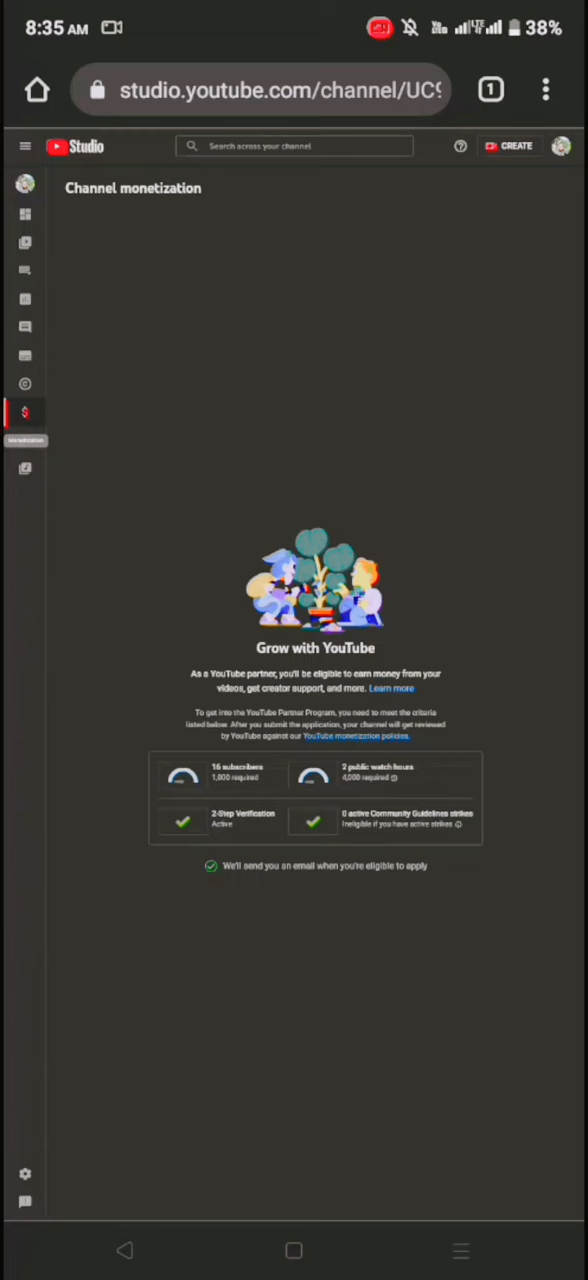 8:35 AM
38%
studio.youtube.com/channel/UC9
1
Studio
Search across your channel
CREATE
Channel monetization
Monetization
Grow with YouTube
As a YouTube partner, you'll be eligible to earn money from your
videos, get creator support, and more. Learn more
To get into the YouTube Partner Program, you need to meet the criteria
listed below. After you submit the application, your channel will get reviewed
by YouTube against our YouTube monetization policies.
16 subscribers
1,000 required
2 public watch hours
4,000 required
2-Step Verification
Active
0 active Community Guidelines strikes
Ineligible if you have active strikes
We'll send you an email when you're eligible to apply